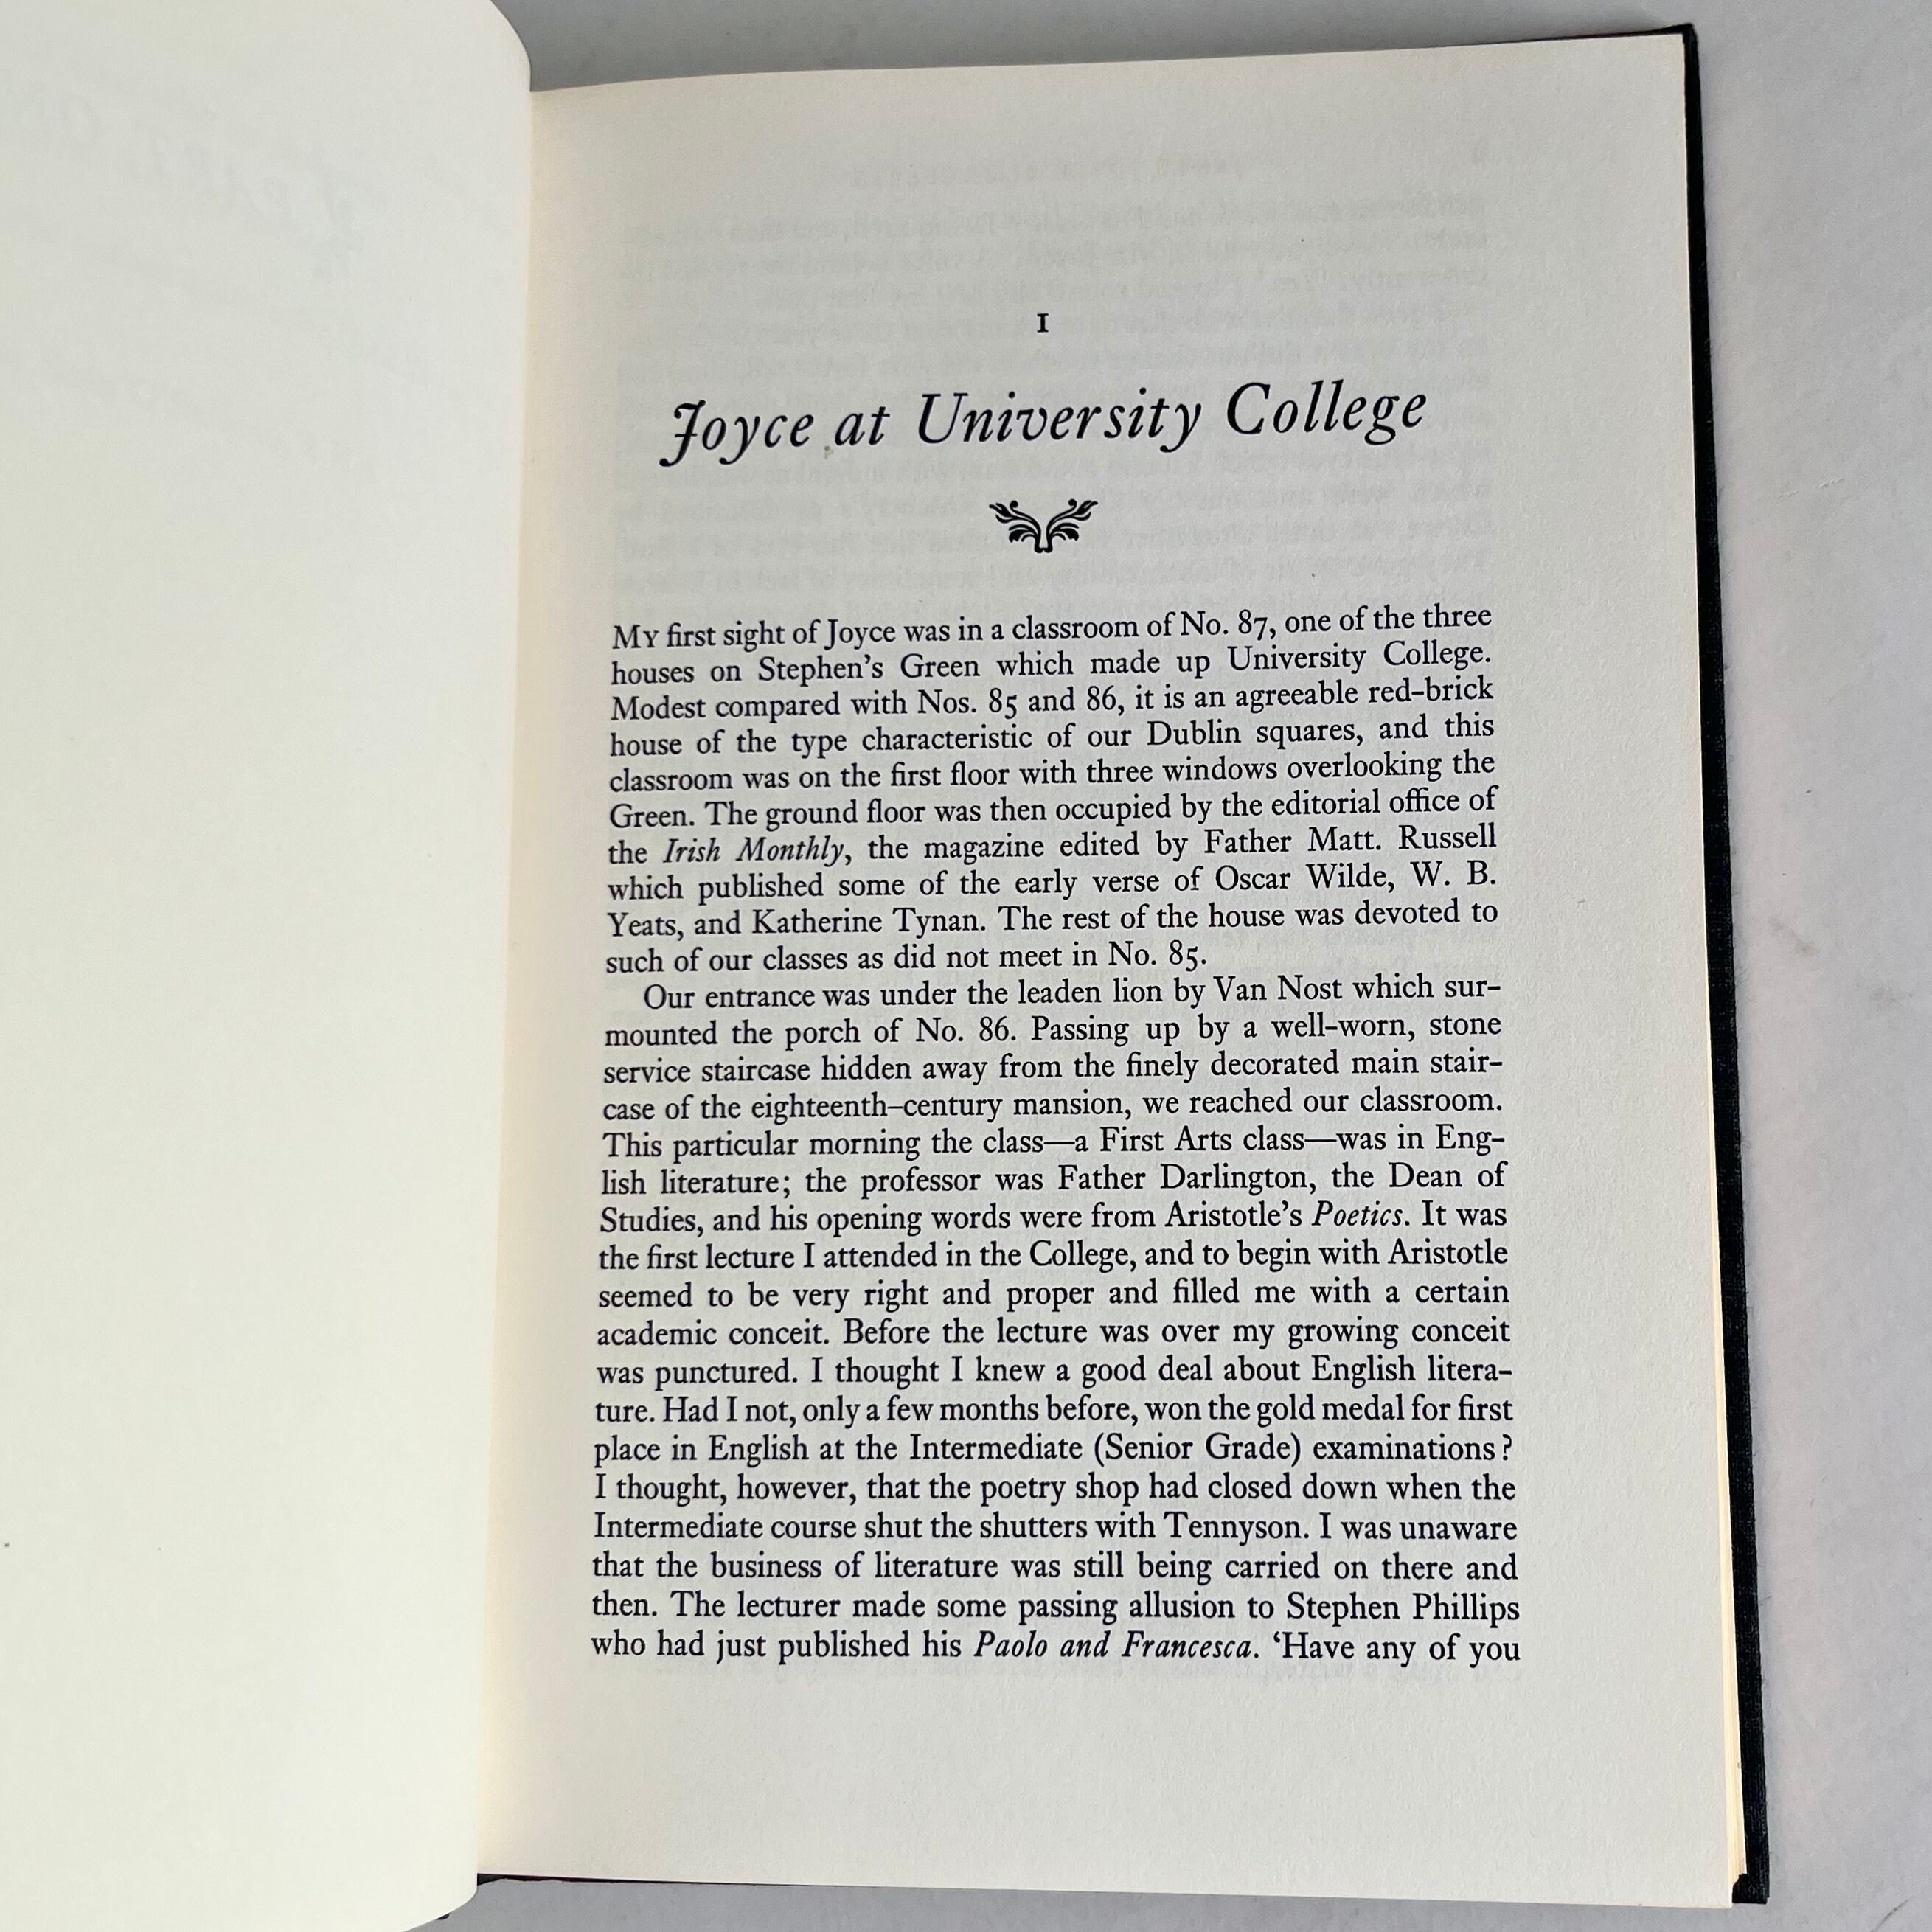 I
Joyce at University College
MY first sight of Joyce was in a classroom of No. 87, one of the three
houses on Stephen's Green which made up University College.
Modest compared with Nos. 85 and 86, it is an agreeable red-brick
house of the type characteristic of our Dublin squares, and this
classroom was on the first floor with three windows overlooking the
Green. The ground floor was then occupied by the editorial office of
the Irish Monthly, the magazine edited by Father Matt. Russell
which published some of the early verse of Oscar Wilde, W. B.
Yeats, and Katherine Tynan. The rest of the house was devoted to
such of our classes as did not meet in No. 85.
Our entrance was under the leaden lion by Van Nost which sur-
mounted the porch of No. 86. Passing up by a well-worn, stone
service staircase hidden away from the finely decorated main stair-
case of the eighteenth-century mansion, we reached our classroom.
This particular morning the class—a First Arts class—was in Eng-
lish literature; the professor was Father Darlington, the Dean of
Studies, and his opening words were from Aristotle's Poetics. It was
the first lecture I attended in the College, and to begin with Aristotle
seemed to be very right and proper and filled me with a certain
academic conceit. Before the lecture was over my growing conceit
was punctured. I thought I knew a good deal about English litera-
ture. Had I not, only a few months before, won the gold medal for first
place in English at the Intermediate (Senior Grade) examinations?
I thought, however, that the poetry shop had closed down when the
Intermediate course shut the shutters with Tennyson. I was unaware
that the business of literature was still being carried on there and
then. The lecturer made some passing allusion to Stephen Phillips
who had just published his Paolo and Francesca. 'Have any of you